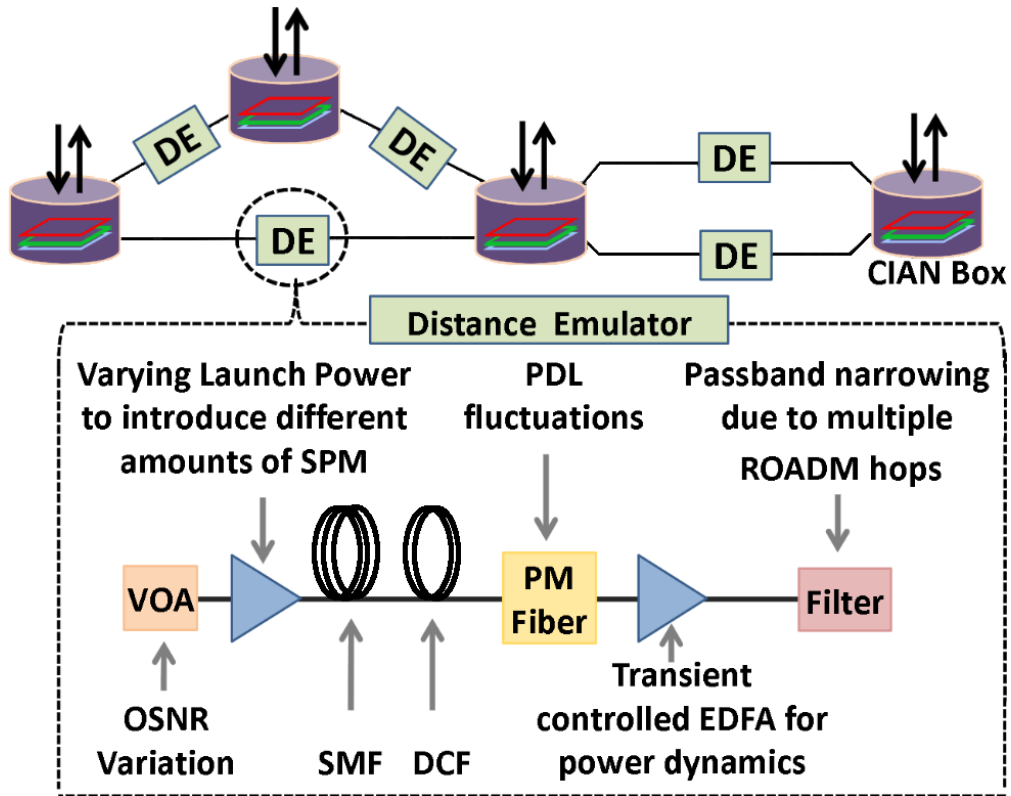 DE
DE
DE
DE
DE
CIAN Box
Distance Emulator
Varying Launch Power
to introduce different
amounts of SPM
PDL
fluctuations
Passband narrowing
due to multiple
ROADM hops
VOA
PM
Fiber
Filter
OSNR
Variation
SMF
DCF
Transient
controlled EDFA for
power dynamics